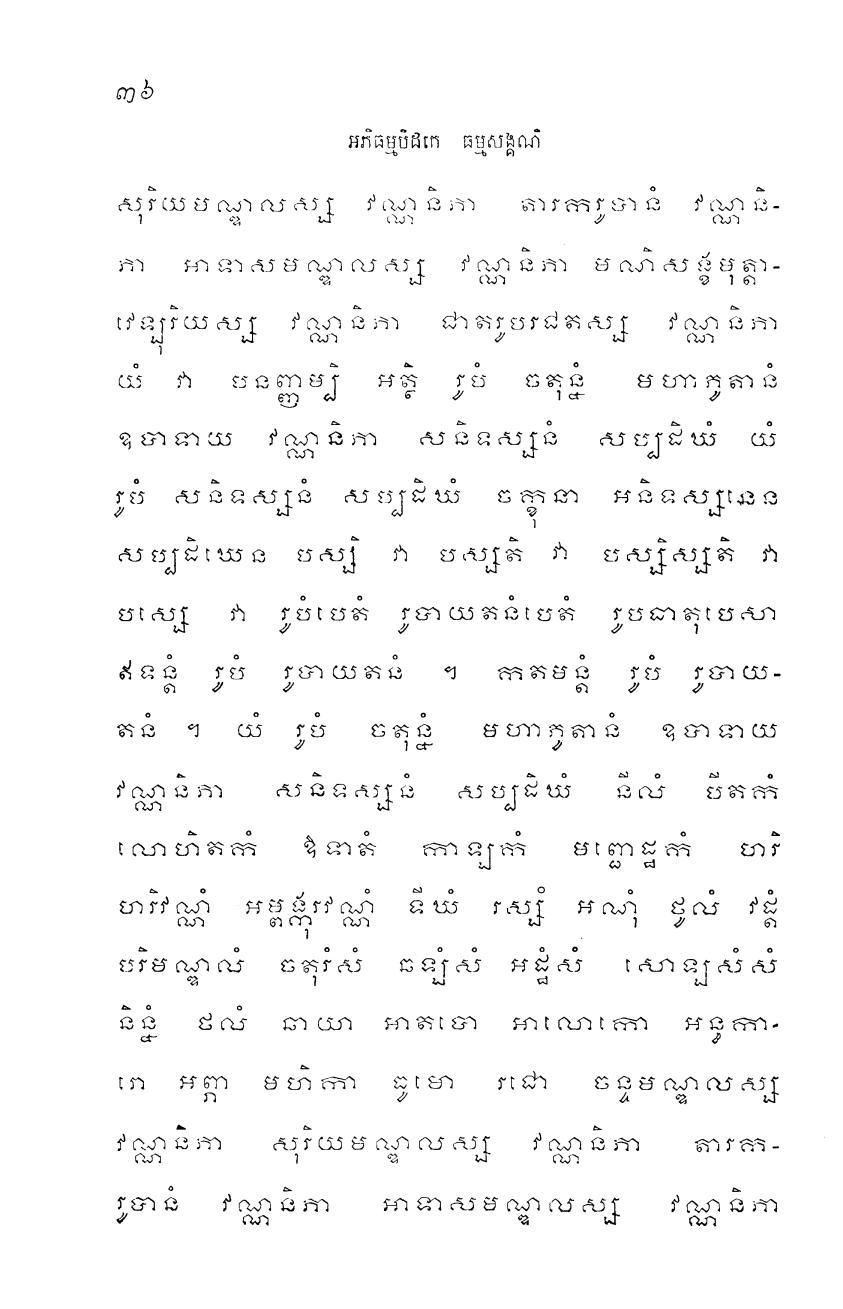 ៣៦
អភិធម្មបិដកេ ធម្មសង្គណិ
សុរិយមណ្ឌលស្ស វណ្ណនិភា តារការូបានំ វណ្ណនិ-
ភា អាទាសមណ្ឌលស្ស វណ្ណនិភា មណិសង្ខមុត្តា-
វេឡុរិយស្ស វណ្ណនិភា ជាតរូបរជតស្ស វណ្ណនិភា
យំ វា បនញ្ញម្បិ អត្ថិ រូបំ ចតុន្នំ មហាភូតានំ
ឧបាទាយ វណ្ណនិភា សនិទស្សនំ សប្បដិឃំ យំ
រូបំ សនិទស្សនំ សប្បដិឃំ ចក្ខុនា អនិទស្សនេន
សប្បដិឃេន បស្សិ វា បស្សតិ វា បស្សិស្សតិ វា
បស្សេ វា រូបំបេតំ រូបាយតនំបេតំ រូបធាតុបេសា
ឥទន្តំ រូបំ រូបាយតនំ ។ កតមន្តំ រូបំ រូបាយ-
តនំ ។ យំ រូបំ ចតុន្នំ មហាភូតានំ ឧបាទាយ
វណ្ណនិភា សនិទស្សនំ សប្បដិឃំ នីលំ បីតកំ
លោហិតកំ ឱទាតំ កាឡកំ មញ្ជេដ្ឋកំ ហរិ
ហរិវណ្ណំ អម្ពង្កុរវណ្ណំ ទីឃំ រស្សំ អណុំ ថូលំ វដ្តំ
បរិមណ្ឌលំ ចតុរំសំ ឆឡំសំ អដ្ឋំសំ សោឡសំសំ
និន្នំ ថលំ ឆាយា អាតបោ អាលោកោ អន្ធកា-
រោ អព្ភា មហិកា ធូមោ រជោ ចន្ទមណ្ឌលស្ស
វណ្ណនិភា សុរិយមណ្ឌលស្ស វណ្ណនិភា តារក-
រូបានំ វណ្ណនិភា អាទាសមណ្ឌលស្ស វណ្ណនិភា